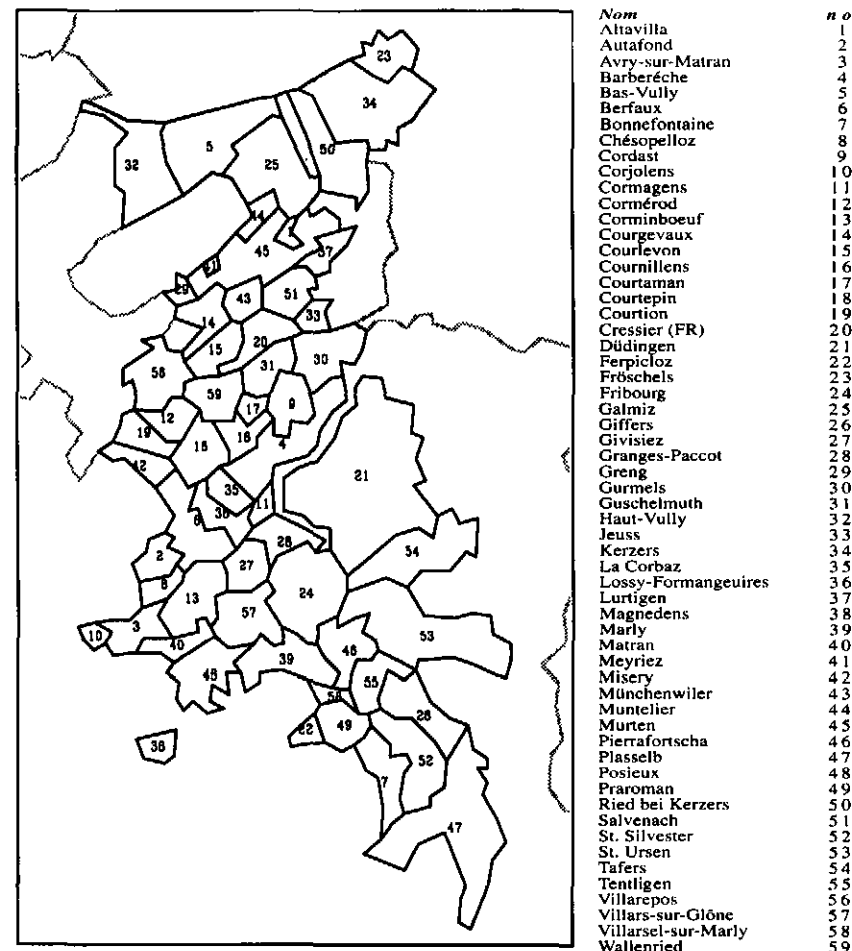 23
34
5
50
32
25
44
45
37
29
43
51
14
33
15
20
31
30
58
59
17
9
12
19
18
16
4
42
21
35
36
11
6
28
54
2
27
8
24
13
57
10
3
40
53
46
39
48
55
56
26
22
49
38
52
7
47
Nom n o
Altavilla 1
Autafond 2
Avry-sur-Matran 3
Barberêche 4
Bas-Vully 5
Berfaux 6
Bonnefontaine 7
Chésopelloz 8
Cordast 9
Corjolens 10
Cormagens 11
Cormérod 12
Corminboeuf 13
Courgevaux 14
Courlevon 15
Cournillens 16
Courtaman 17
Courtepin 18
Courtion 19
Cressier (FR) 20
Düdingen 21
Ferpicloz 22
Fröschels 23
Fribourg 24
Galmiz 25
Giffers 26
Givisiez 27
Granges-Paccot 28
Greng 29
Gurmels 30
Guschelmuth 31
Haut-Vully 32
Jeuss 33
Kerzers 34
La Corbaz 35
Lossy-Formangeuires 36
Lurtigen 37
Magnedens 38
Marly 39
Matran 40
Meyriez 41
Misery 42
Münchenwiler 43
Muntelier 44
Murten 45
Pierrafortscha 46
Plasselb 47
Posieux 48
Praroman 49
Ried bei Kerzers 50
Salvenach 51
St. Silvester 52
St. Ursen 53
Tafers 54
Tentligen 55
Villarepos 56
Villars-sur-Glône 57
Villarsel-sur-Marly 58
Wallenried 59